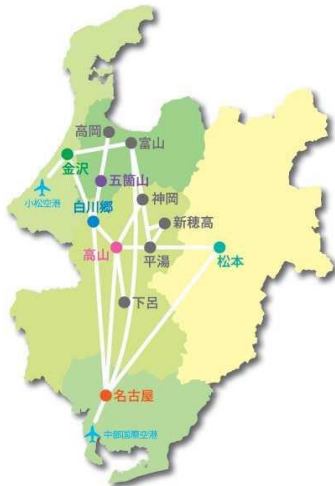 高岡
富山
金沢
小松空港
五箇山
神岡
白川郷
新穂高
高山
平湯
松本
下呂
名古屋
中部国際空港